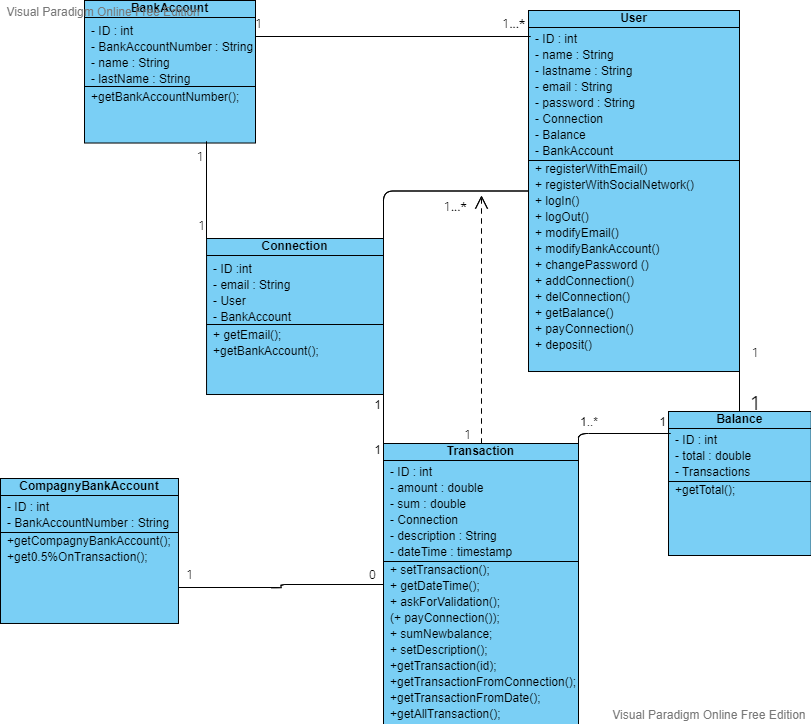 Visual Paradigm Online Free Edition
BankAccount
- ID : int
- BankAccountNumber : String
- name : String
- lastName : String
+getBankAccountNumber();
1
1...*
User
- ID : int
- name : String
- lastname : String
- email : String
- password : String
- Connection
- Balance
- BankAccount
+ registerWithEmail()
+ registerWithSocialNetwork()
+ logIn()
+ logOut()
+ modifyEmail()
+ modifyBankAccount()
+ changePassword ()
+ addConnection()
+ delConnection()
+ getBalance()
+ payConnection()
+ deposit()
1
1
1...*
Connection
- ID :int
- email : String
- User
- BankAccount
+ getEmail();
+getBankAccount();
1
1
1
1
1
1..*
1
Balance
- ID : int
- total : double
- Transactions
+getTotal();
Transaction
- ID : int
- amount : double
- sum : double
- Connection
- description : String
- dateTime : timestamp
+ setTransaction();
+ getDateTime();
+ askForValidation();
(+ payConnection());
+ sumNewbalance;
+ setDescription();
+getTransaction(id);
+getTransactionFromConnection();
+getTransactionFromDate();
+getAllTransaction();
CompagnyBankAccount
- ID : int
- BankAccountNumber : String
+getCompagnyBankAccount();
+get0.5%OnTransaction();
1
0
Visual Paradigm Online Free Edition